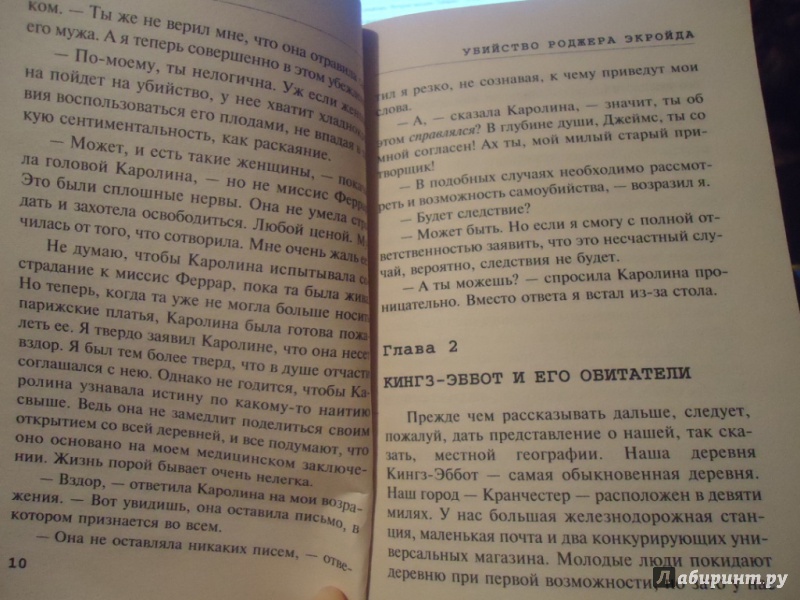 ком. — Ты же не верил мне, что она отравила
его мужа. А я теперь совершенно в этом
— По-моему, ты нелогична. Уж если
на пойдет на убийство, у нее хватит
вия воспользоваться его плодами, не впадая в
кую сентиментальность, как раскаяние.
— Может, и есть такие женщины, —
ла головой Каролина, — но не миссис
Это были сплошные нервы. Она не умела
дать и захотела освободиться. Любой ценой.
чилась от того, что сотворила. Мне очень жаль
Не думаю, чтобы Каролина испытывала
страдание к миссис Феррар, пока та была
Но теперь, когда та уже не могла больше
парижские платья, Каролина была готова
леть ее. Я твердо заявил Каролине, что она несет
вздор. Я был тем более тверд, что в душе отчасти
соглашался с нею. Однако не годится, чтобы Ка-
ролина узнавала истину по какому-то наитию
свыше. Ведь она не замедлит поделиться своим
открытием со всей деревней, и все подумают, что
оно основано на моем медицинском заключе-
нии. Жизнь порой бывает очень нелегка.
— Вздор, — ответила Каролина на мои возра-
жения. — Вот увидишь, она оставила письмо, в
котором признается во всем.
— Она не оставляла никаких писем, — отве-
10
УБИЙСТВО РОДЖЕРА ЭКРОЙДА
тил я резко, не сознавая, к чему приведут мои
слова.
— А, — сказала Каролина, — значит, ты об
этом справлялся? В глубине души, Джеймс, ты со
мной согласен! Ах ты, мой милый старый при-
творщик!
— В подобных случаях необходимо рассмот-
реть и возможность самоубийства, — возразил я.
— Будет следствие?
— Может быть. Но если я смогу с полной от-
ветственностью заявить, что это несчастный слу-
чай, вероятно, следствия не будет.
— А ты можешь? — спросила Каролина про-
ницательно. Вместо ответа я встал из-за стола.
Глава 2
КИНГЗ-ЭББОТ И ЕГО ОБИТАТЕЛИ
Прежде чем рассказывать дальше, следует,
пожалуй, дать представление о нашей, так ска-
зать, местной географии. Наша деревня
Кингз-Эббот — самая обыкновенная деревня.
Наш город — Кранчестер — расположен в девяти
милях. У нас большая железнодорожная стан-
ция, маленькая почта и два конкурирующих уни-
версальных магазина. Молодые люди покидают
деревню при первой возможности, но зато у
Лабиринт.ру